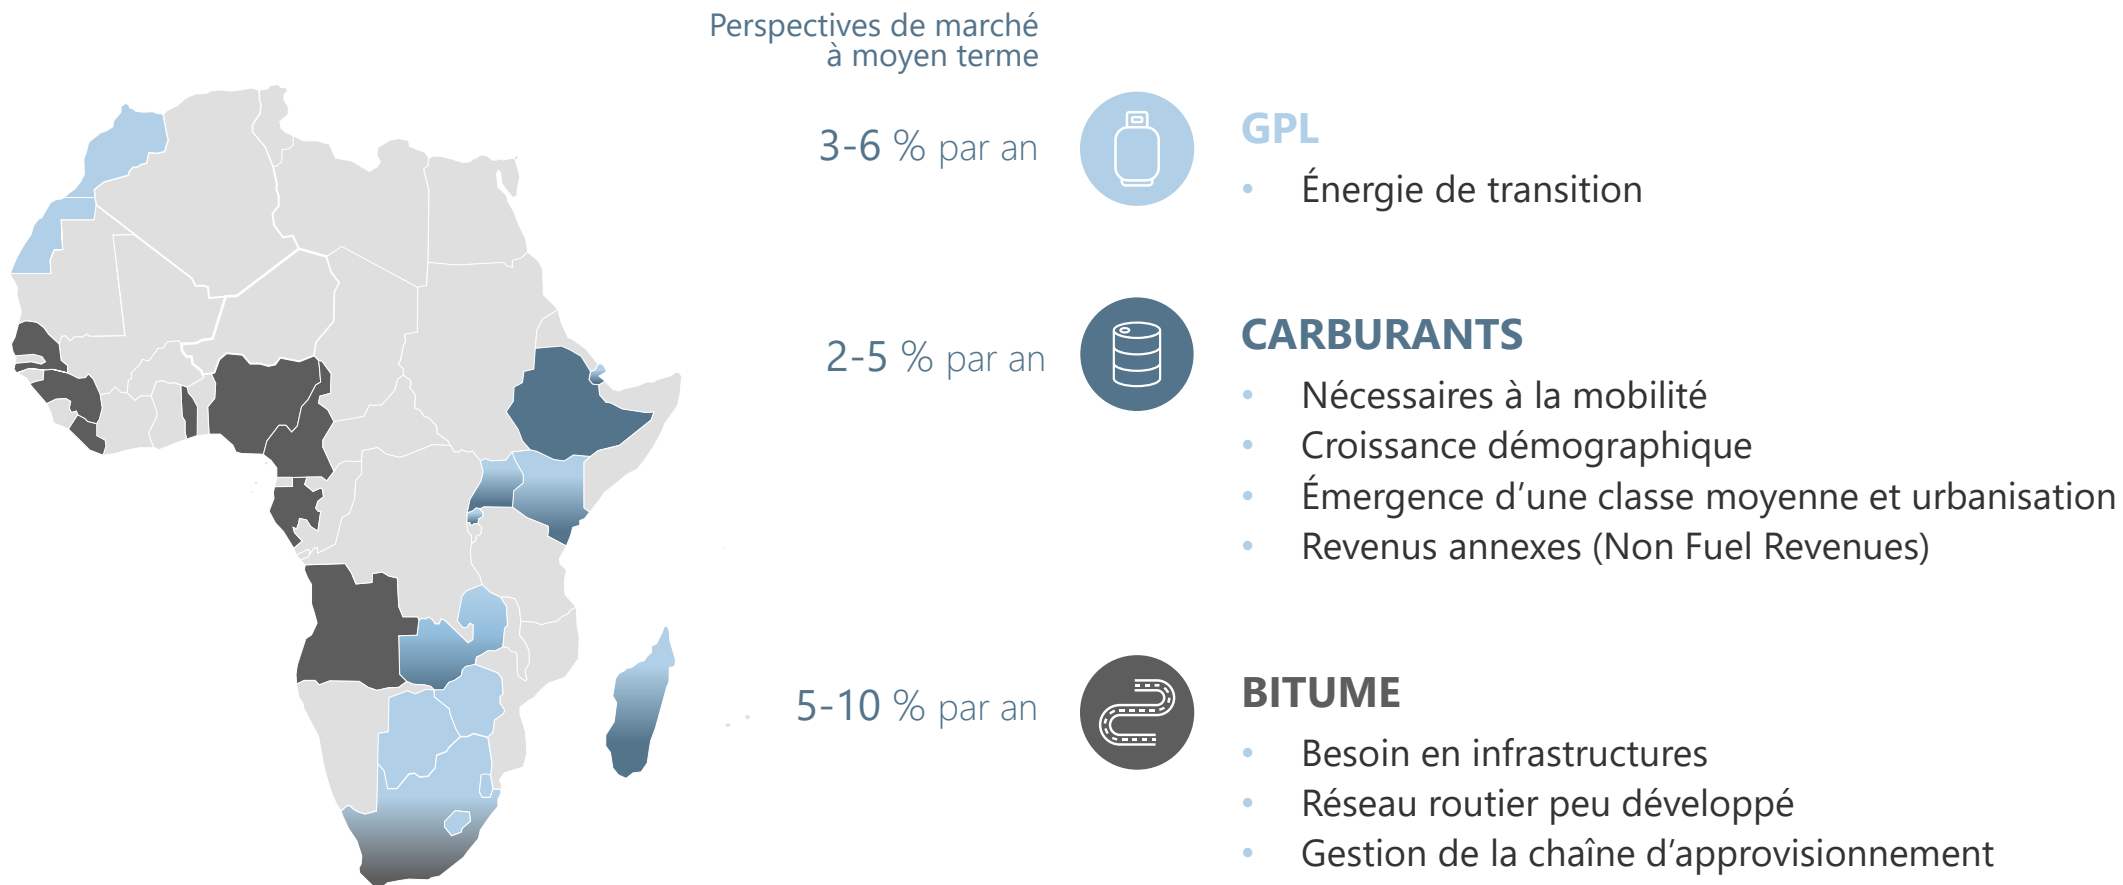 Perspectives de marché
à moyen terme
3-6 % par an
GPL
• Énergie de transition
2-5 % par an
CARBURANTS
• Nécessaires à la mobilité
• Croissance démographique
• Émergence d’une classe moyenne et urbanisation
• Revenus annexes (Non Fuel Revenues)
5-10 % par an
BITUME
• Besoin en infrastructures
• Réseau routier peu développé
• Gestion de la chaîne d’approvisionnement